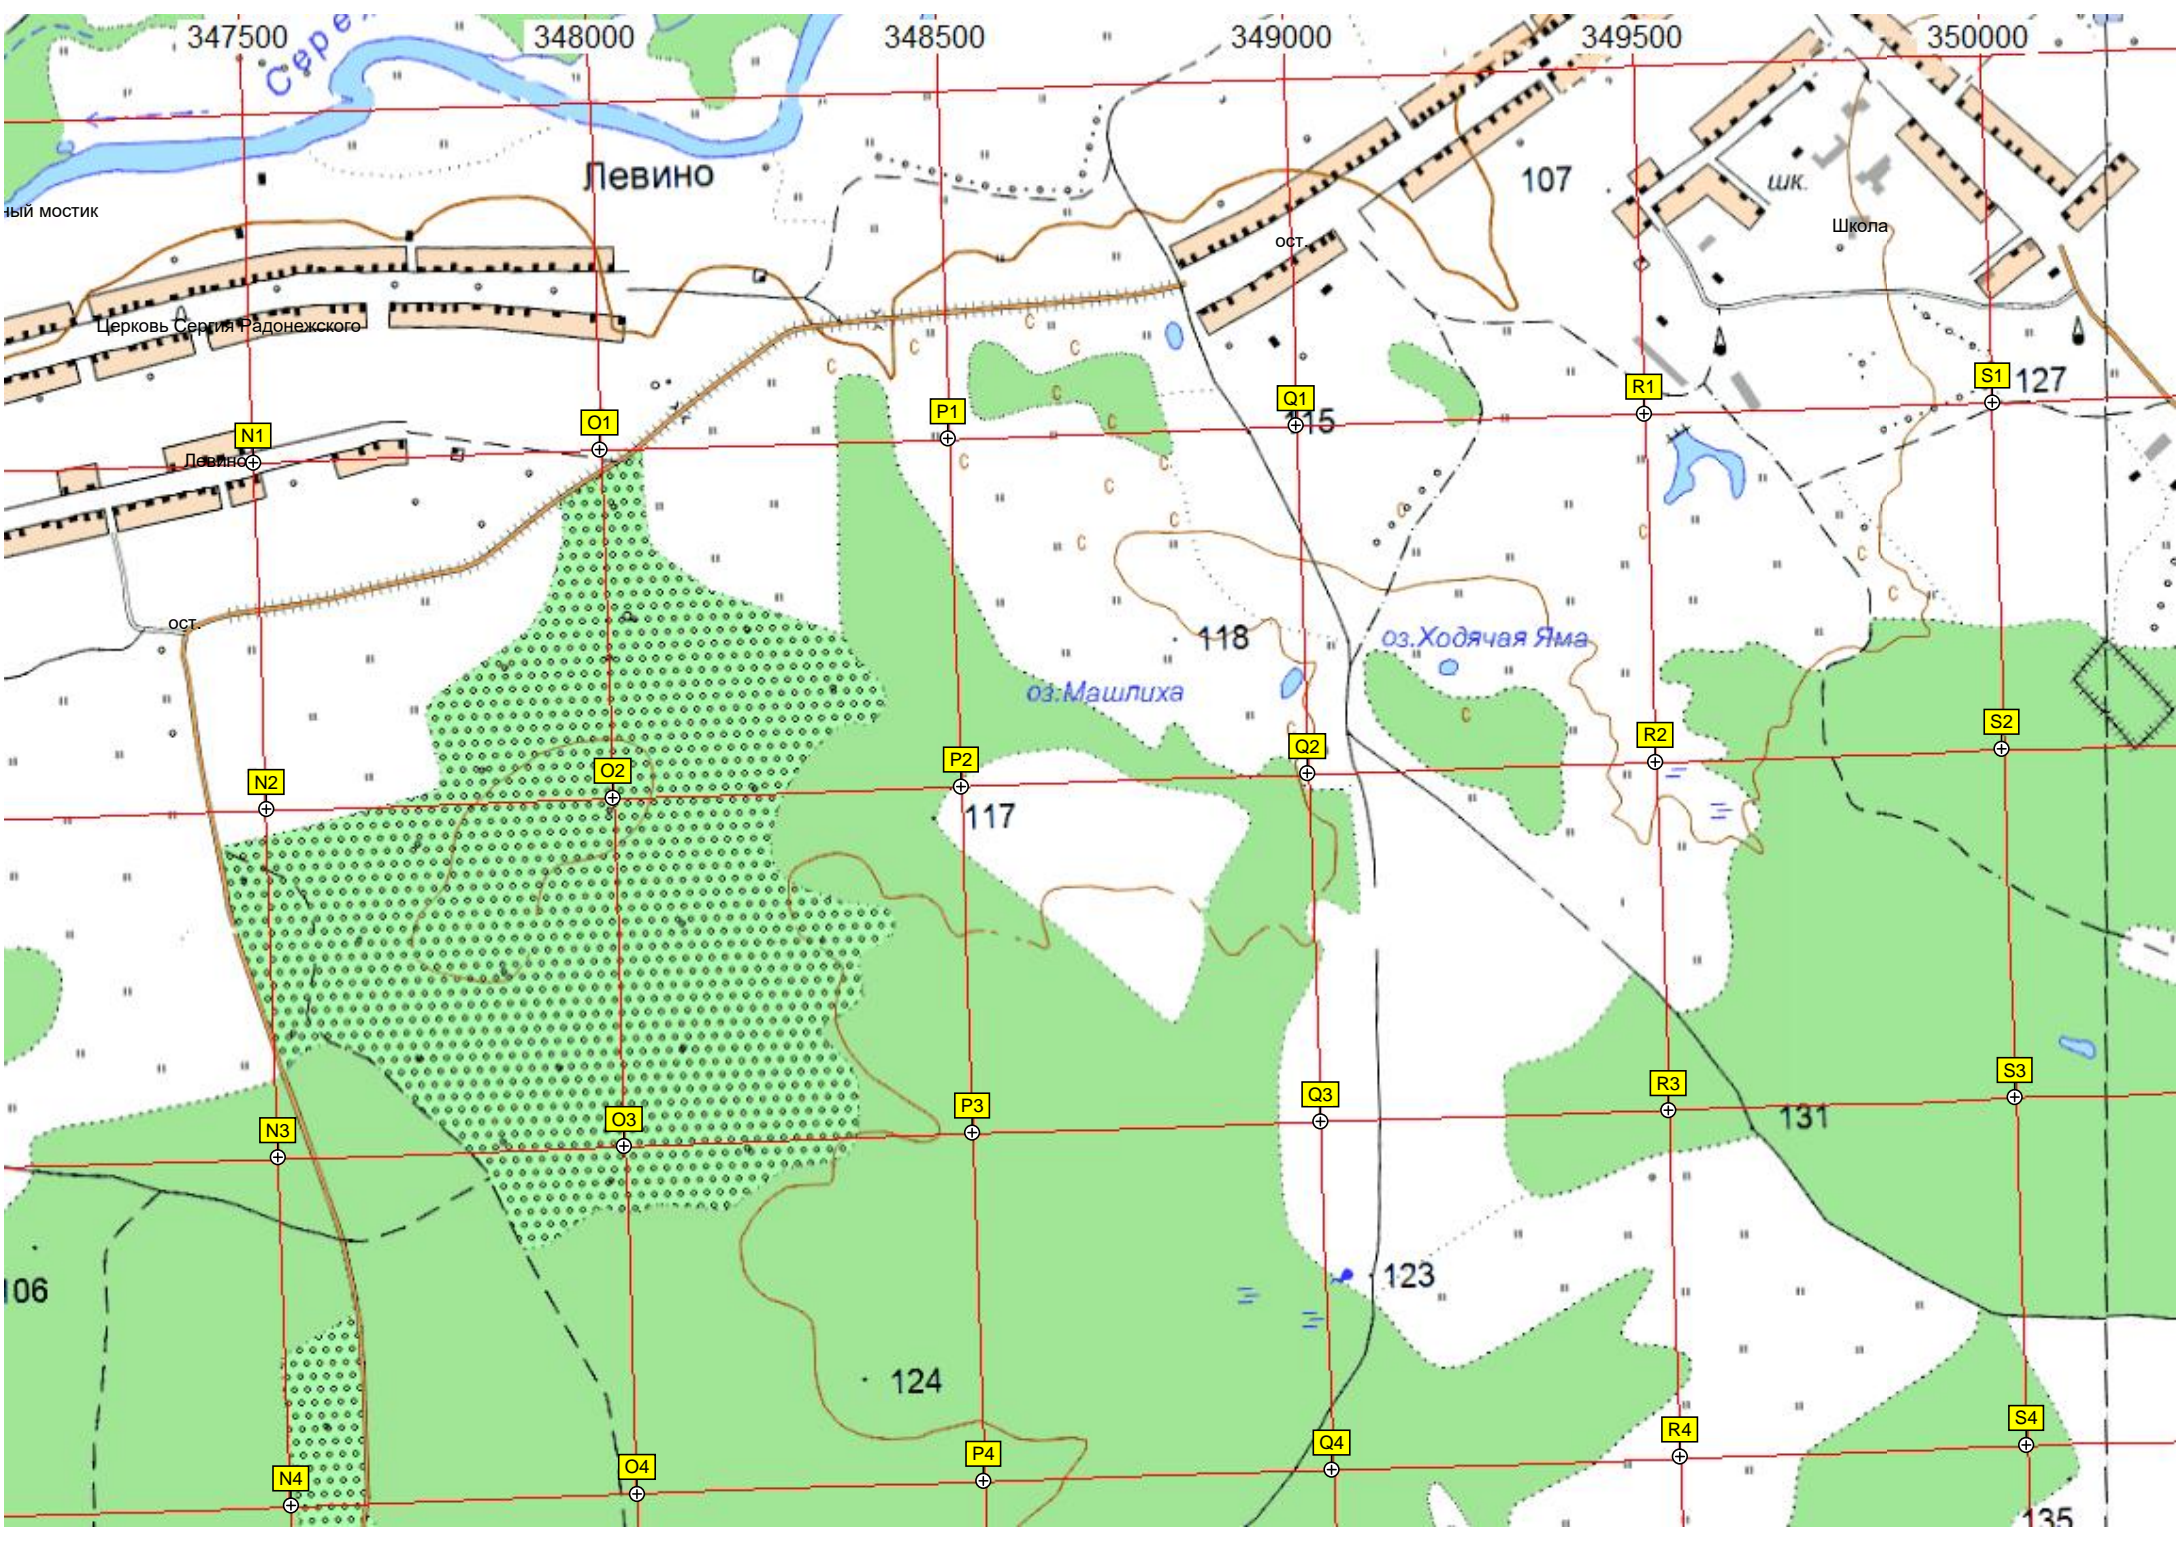 347500 348000 348500 349000 349500 350000
Сереж
Левино
107
шк.
ный мостик
Школа
ост.
Церковь Сергия Радонежского
S1 127
R1
Q1 115
P1
O1
N1
Левино
ост.
118
оз.Ходячая Яма
оз.Машлиха
S2
R2
Q2
P2
O2
N2
117
S3
R3
Q3
P3
O3
N3
131
106
123
124
S4
R4
Q4
P4
O4
N4
135